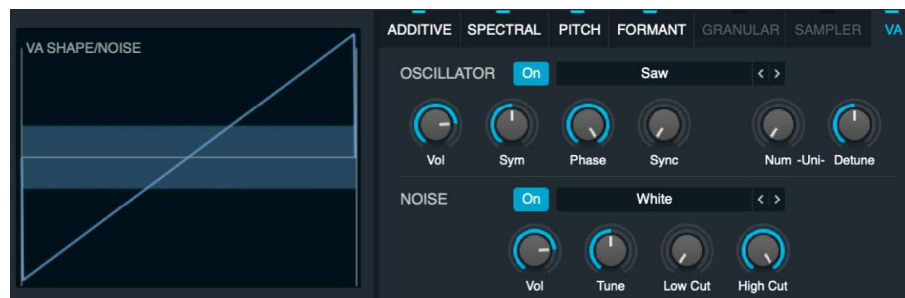 VA SHAPE/NOISE
ADDITIVE SPECTRAL PITCH FORMANT GRANULAR SAMPLER VA
OSCILLATOR On Saw < >
Vol Sym Phase Sync Num -Uni- Detune
NOISE On White < >
Vol Tune Low Cut High Cut